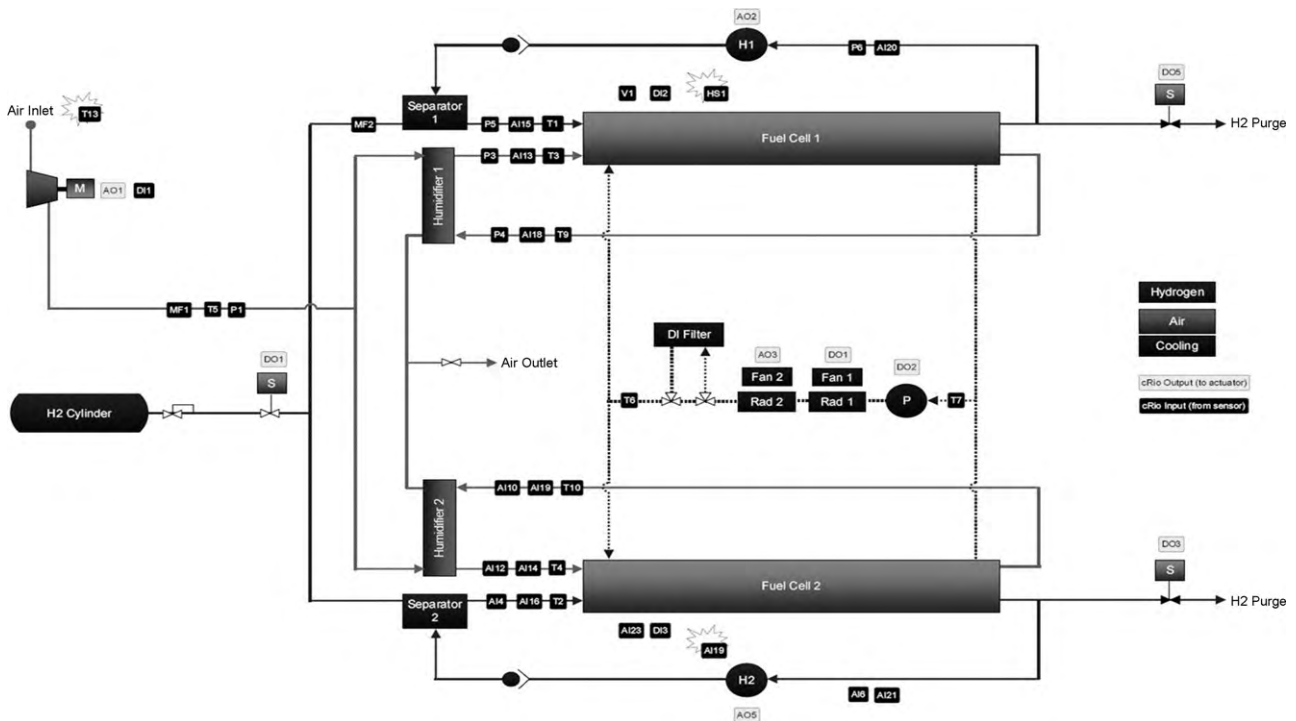 AO2
H1
P6 AI20
DO5
S
H2 Purge
Air Inlet
T13
Separator
1
MF2
P5 AI15 T1
V1 DI2 HS1
Fuel Cell 1
M
AO1 DI1
Humidifier 1
P3 AI13 T3
P4 AI18 T9
MF1 T5 P1
Hydrogen
Air
Cooling
cRio Output (to actuator)
cRio Input (from sensor)
DI Filter
Air Outlet
AO3
DO1
DO2
Fan 2
Fan 1
T6
Rad 2
Rad 1
P
T7
DO1
S
H2 Cylinder
Humidifier 2
AI10 AI19 T10
AI12 AI14 T4
Fuel Cell 2
DO3
S
H2 Purge
Separator
2
AI4 AI16 T2
AI23 DI3
AI19
H2
AI6 AI21
AO5